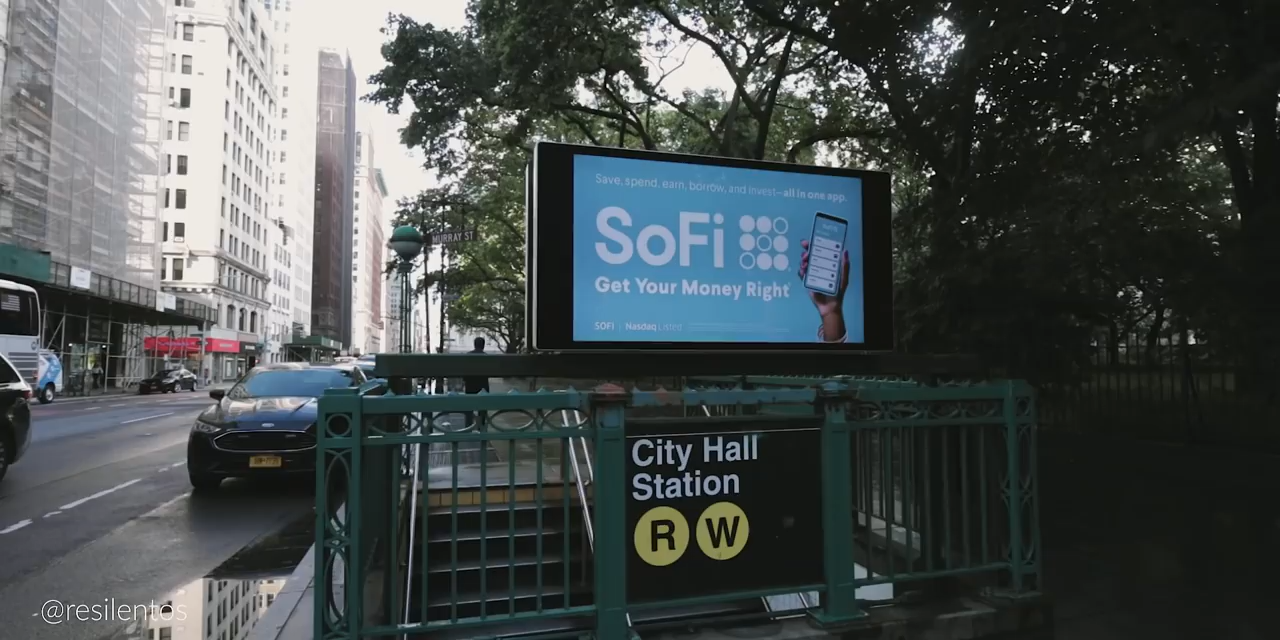 Save, spend, earn, borrow, and invest—all in one app.
SoFi
Get Your Money Right
SOFI | Nasdaq Listed
MURRAY ST
City Hall
Station
R W
@resilentos